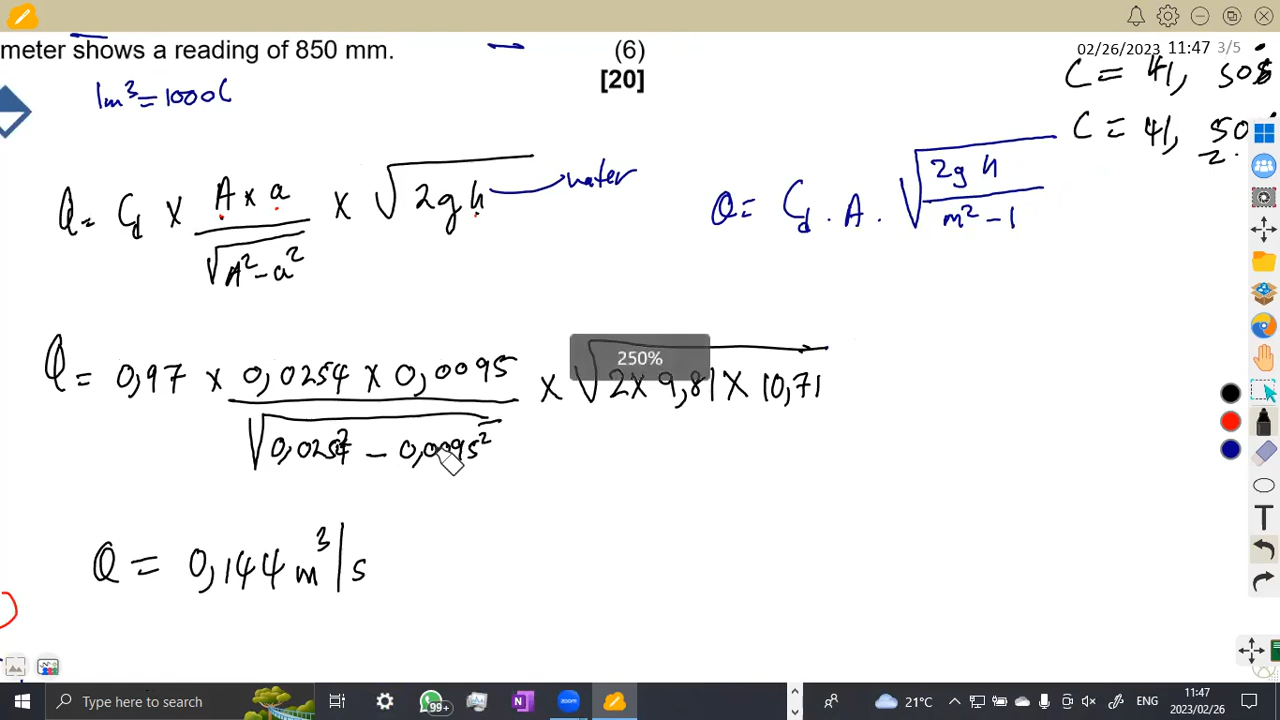 02/26/2023 11:47 3/5
meter shows a reading of 850 mm. (6)
[20]
1m³ = 1000L
C = 41, 505
C = 41, 50
Q = Cd × A × a / √A² - a² × √2gh water
Q = Cd . A . √2gh / m² - 1
250%
Q = 0,97 × 0,0254 × 0,0095 / √0,0254² - 0,0095² × √2 × 9,81 × 10,71
Q = 0,144 m³/s
Type here to search
99+
zoom
21°C
ENG
11:47
2023/02/26